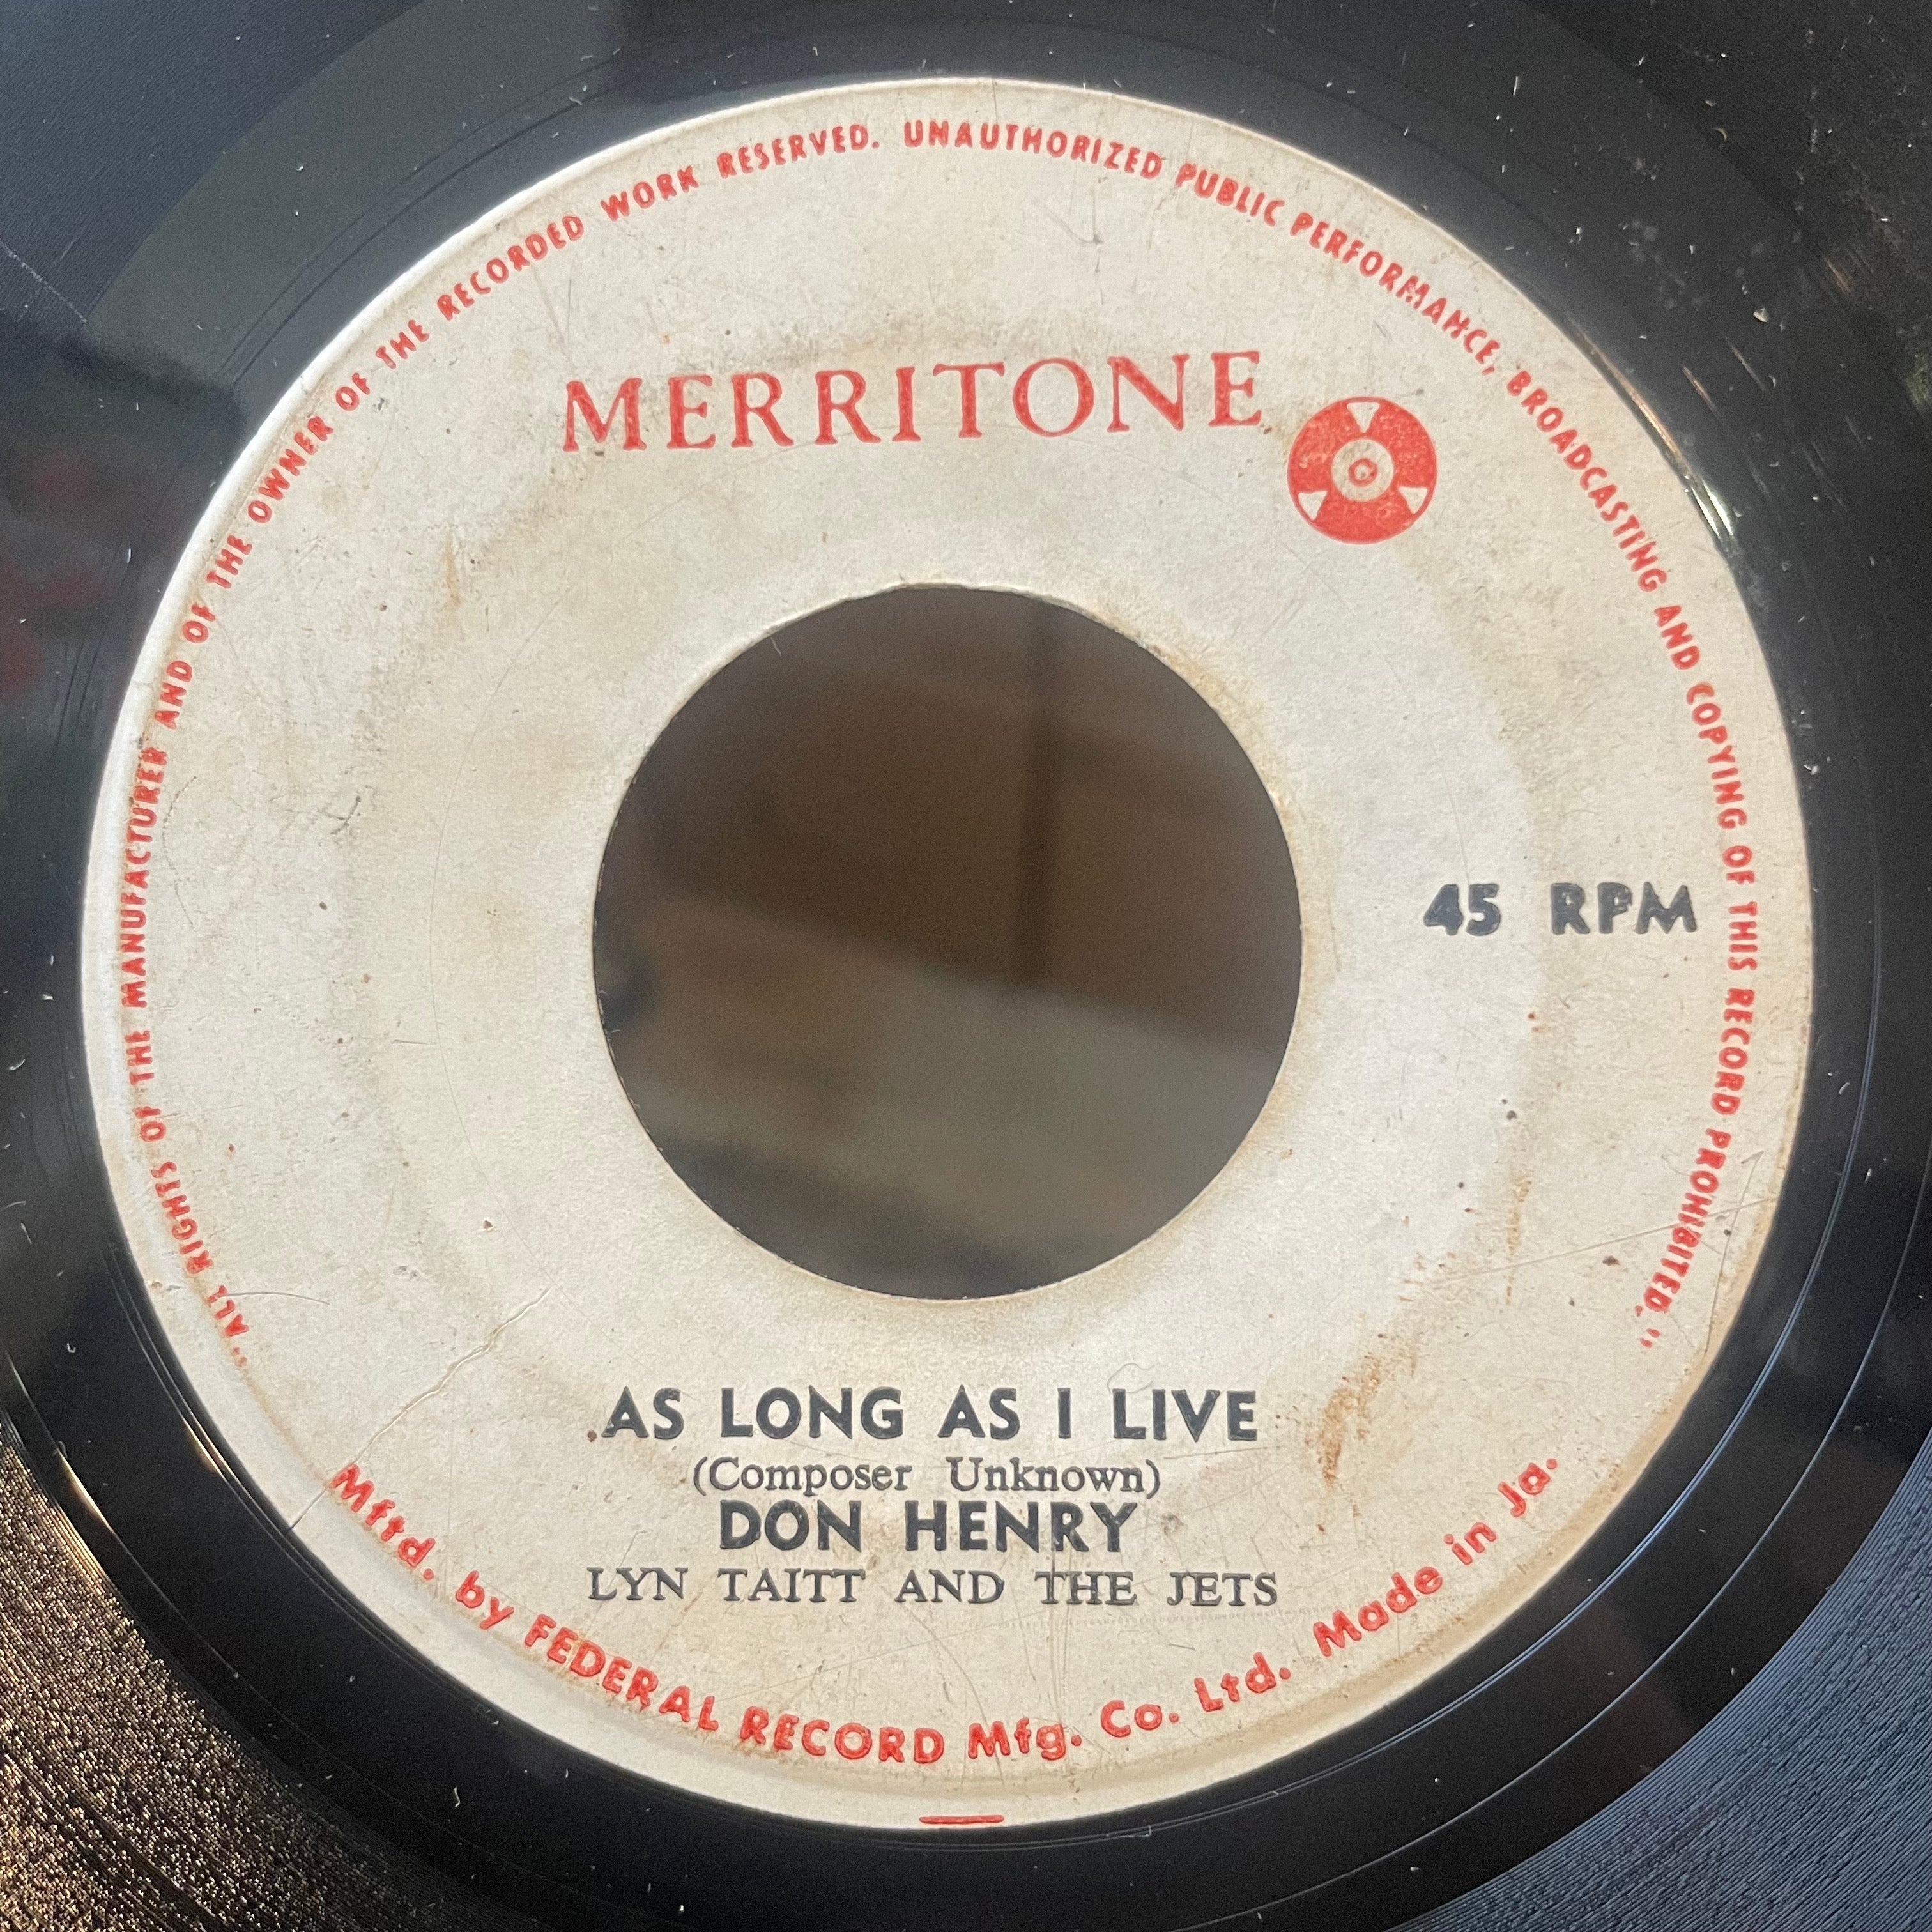 "ALL RIGHTS OF THE MANUFACTURER AND OF THE OWNER OF THE RECORDED WORK RESERVED. UNAUTHORIZED PUBLIC PERFORMANCE, BROADCASTING AND COPYING OF THIS RECORD PROHIBITED."
MERRITONE
C
45 RPM
AS LONG AS I LIVE
(Composer Unknown)
DON HENRY
LYN TAITT AND THE JETS
Mftd. by FEDERAL RECORD Mfg. Co. Ltd. Made in Ja.